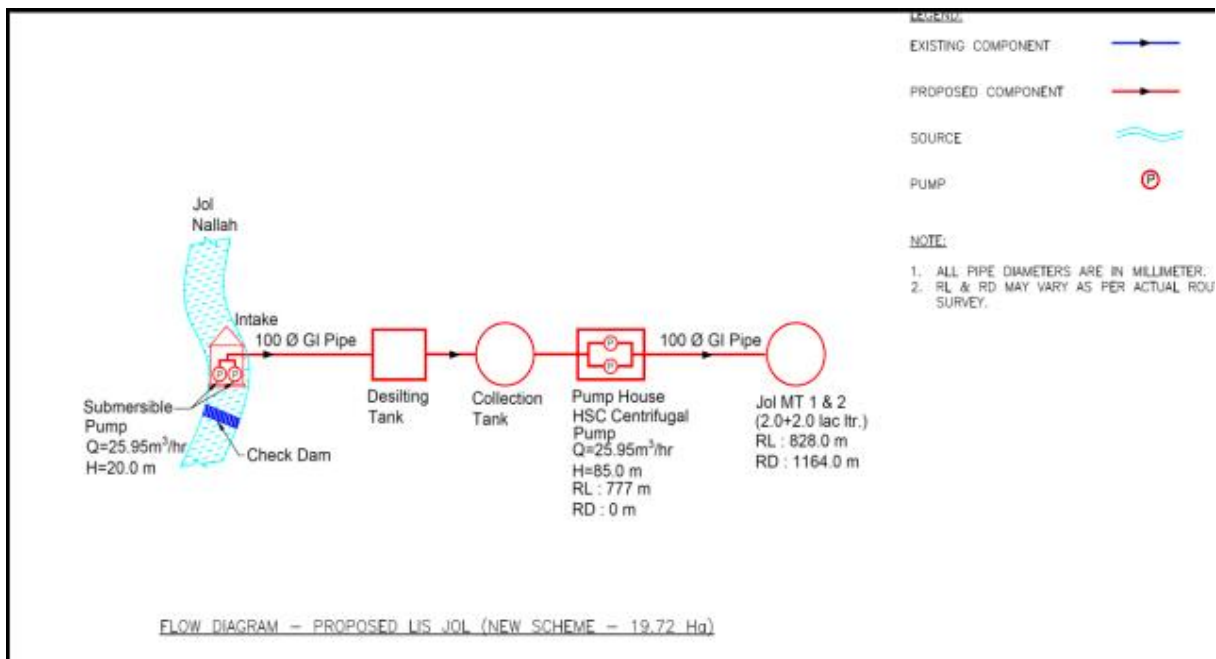 LEGEND:
EXISTING COMPONENT
PROPOSED COMPONENT
SOURCE
PUMP
P
NOTE:
1. ALL PIPE DIAMETERS ARE IN MILLIMETER.
2. RL & RD MAY VARY AS PER ACTUAL
SURVEY.
Jol
Nallah
Intake
100 Ø GI Pipe
P P
Submersible
Pump
Q=25.95m³/hr
H=20.0 m
Check Dam
Desilting
Tank
Collection
Tank
P
P
Pump House
HSC Centrifugal
Pump
Q=25.95m³/hr
H=85.0 m
RL : 777 m
RD : 0 m
100 Ø GI Pipe
Jol MT 1 & 2
(2.0+2.0 lac ltr.)
RL : 828.0 m
RD : 1164.0 m
FLOW DIAGRAM – PROPOSED LIS JOL (NEW SCHEME – 19.72 Ha)